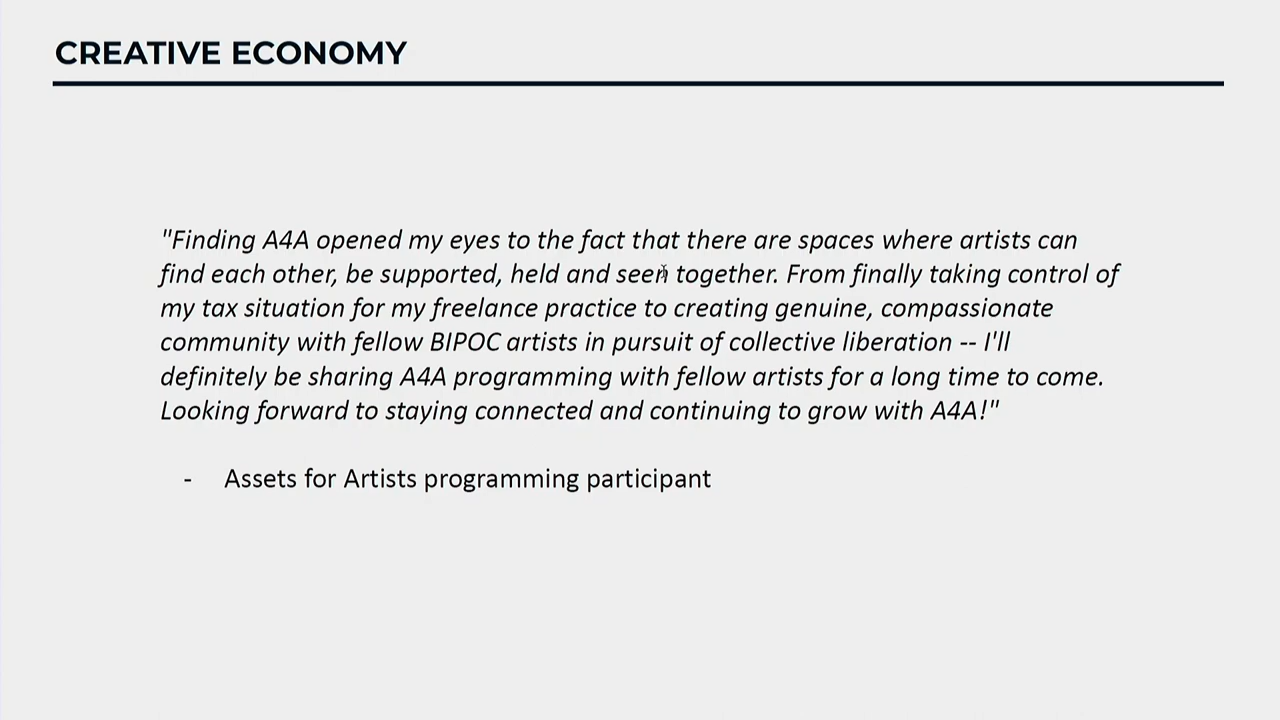 CREATIVE ECONOMY
"Finding A4A opened my eyes to the fact that there are spaces where artists can
find each other, be supported, held and seen together. From finally taking control of
my tax situation for my freelance practice to creating genuine, compassionate
community with fellow BIPOC artists in pursuit of collective liberation -- I'll
definitely be sharing A4A programming with fellow artists for a long time to come.
Looking forward to staying connected and continuing to grow with A4A!"
- Assets for Artists programming participant